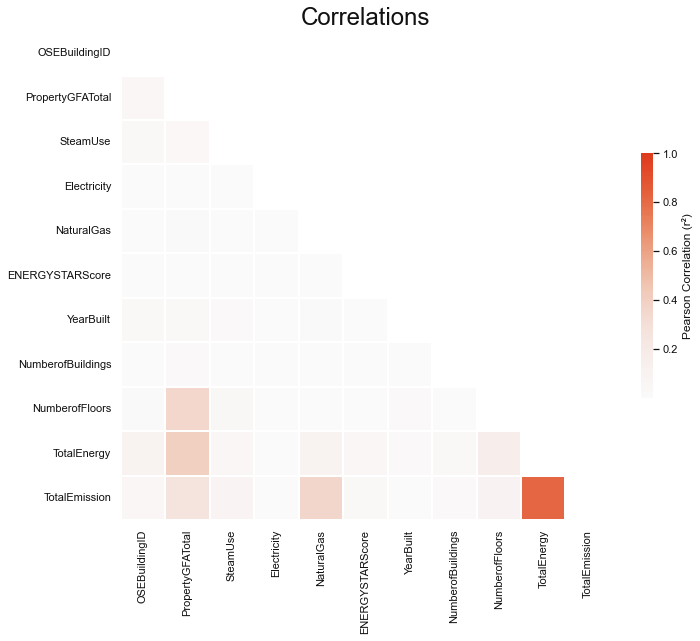 Correlations
OSEBuildingID
PropertyGFATotal
SteamUse
Electricity
NaturalGas
ENERGYSTARScore
YearBuilt
NumberofBuildings
NumberofFloors
TotalEnergy
TotalEmission
OSEBuildingID
PropertyGFATotal
SteamUse
Electricity
NaturalGas
ENERGYSTARScore
YearBuilt
NumberofBuildings
NumberofFloors
TotalEnergy
TotalEmission
1.0
0.8
0.6
0.4
0.2
Pearson Correlation (r²)